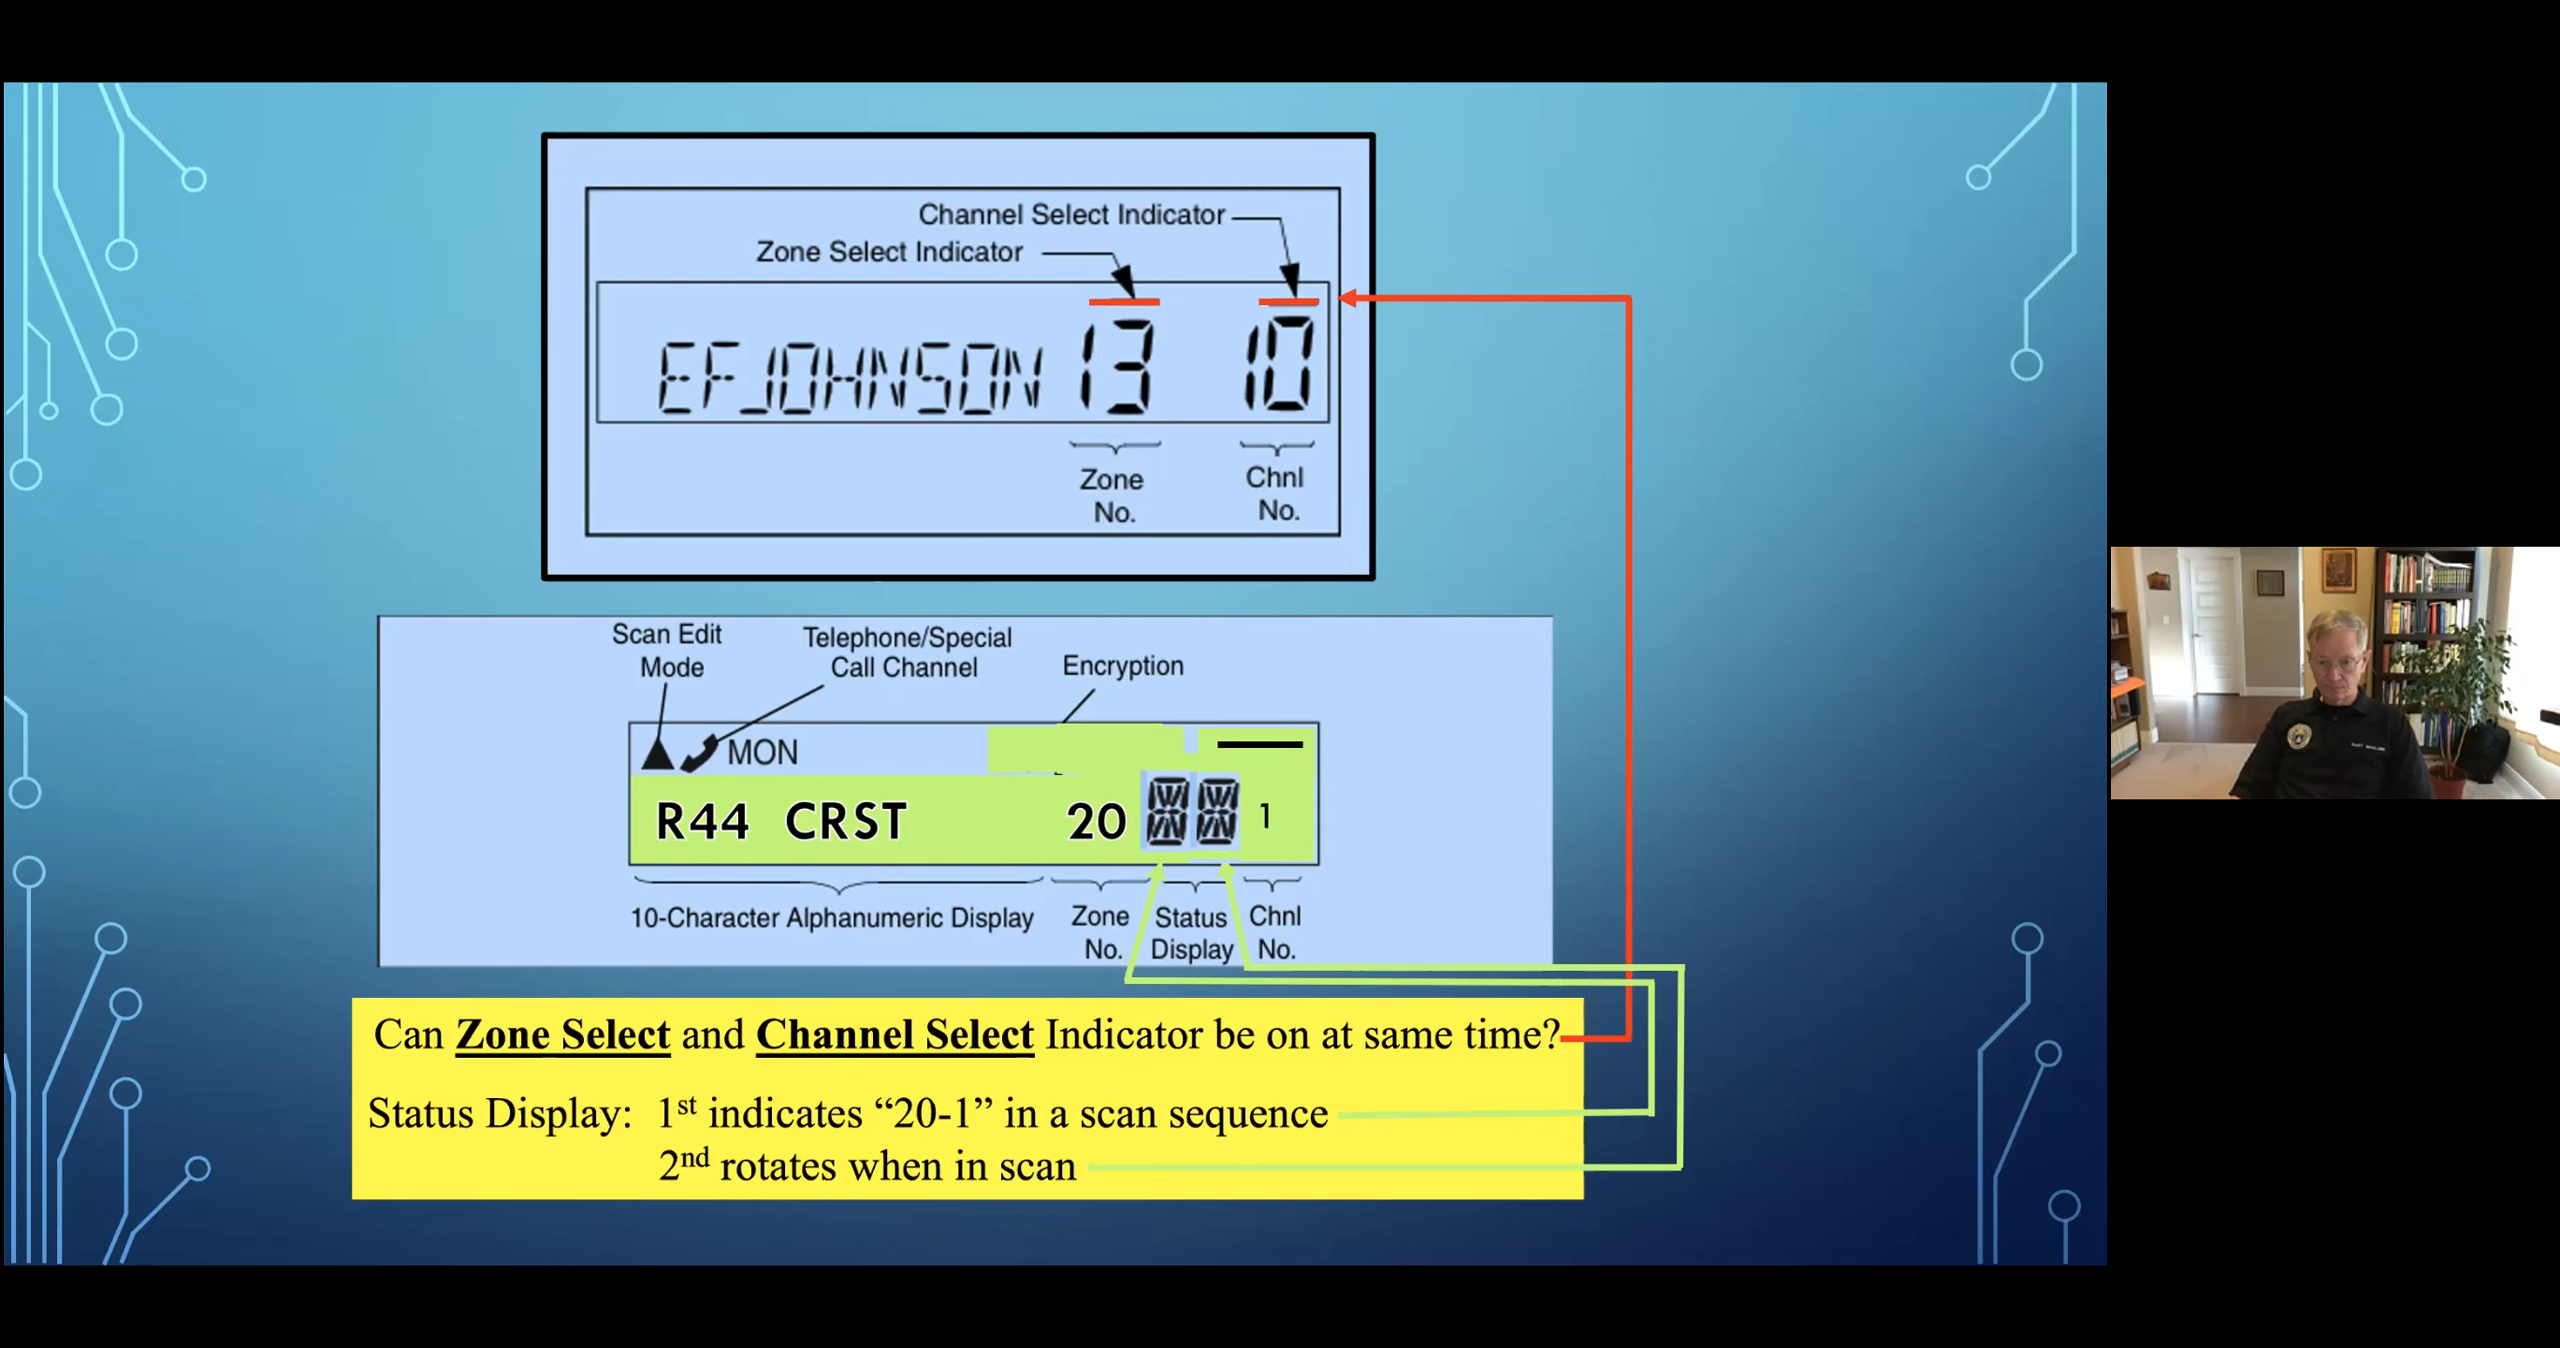 Channel Select Indicator
Zone Select Indicator
EFJOHNSON 13 10
Zone No.
Chnl No.
Scan Edit Mode
Telephone/Special Call Channel
Encryption
MON
R44 CRST 20 1
10-Character Alphanumeric Display
Zone No.
Status Display
Chnl No.
Can Zone Select and Channel Select Indicator be on at same time?
Status Display: 1st indicates “20-1” in a scan sequence
2nd rotates when in scan